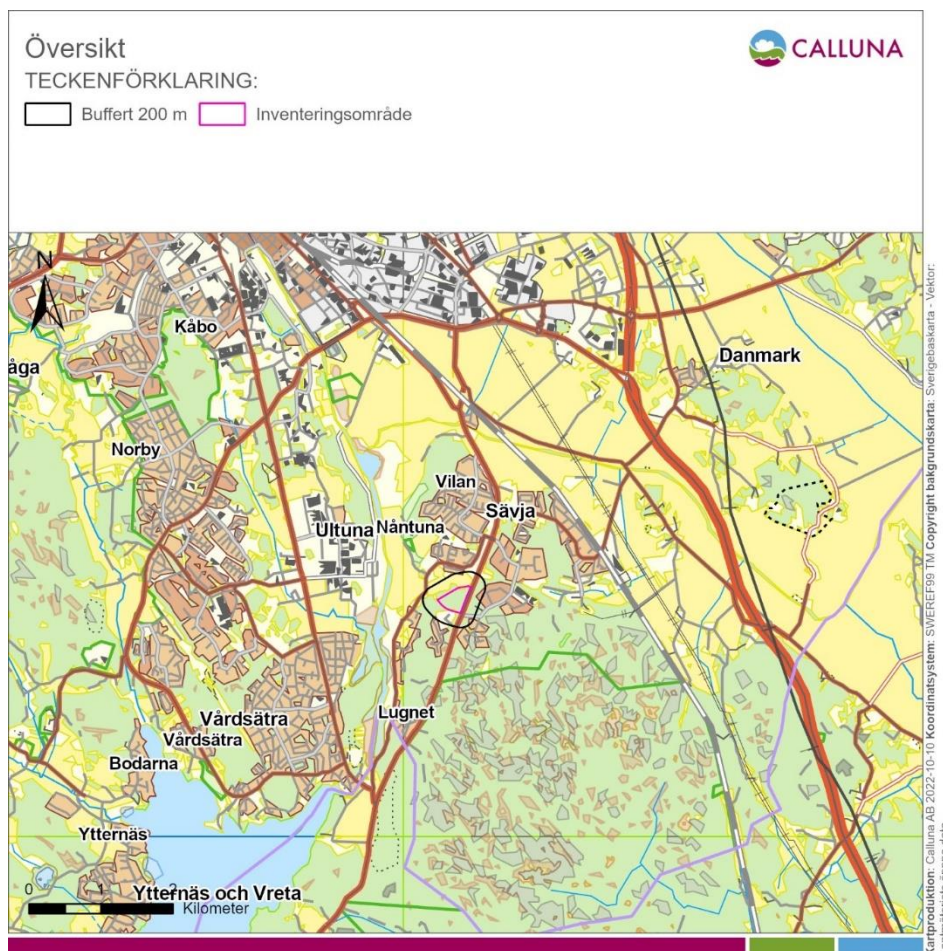 Översikt
CALLUNA
TECKENFÖRKLARING:
Buffert 200 m
Inventeringsområde
N
Kåbo
Danmark
åga
Norby
Vilan
Sävja
Ultuna
Nåntuna
Vårdsätra
Lugnet
Vårdsätra
Bodarna
Ytternäs
0 1 2
Ytternäs och Vreta
Kilometer
Kartproduktion: Calluna AB 2022-10-10 Koordinatsystem: SWEREF99 TM Copyright bakgrundskarta: Sverigebaskarta - Vektor: